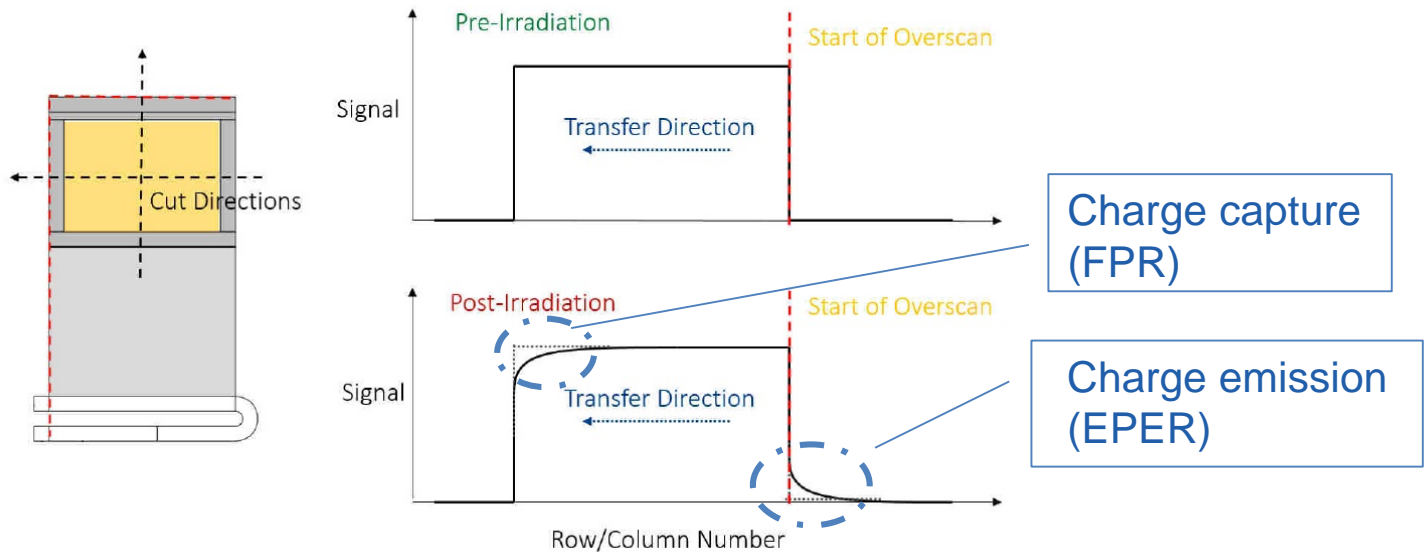 Pre-Irradiation
Start of Overscan
Signal
Transfer Direction
Cut Directions
Charge capture
(FPR)
Post-Irradiation
Start of Overscan
Signal
Transfer Direction
Charge emission
(EPER)
Row/Column Number